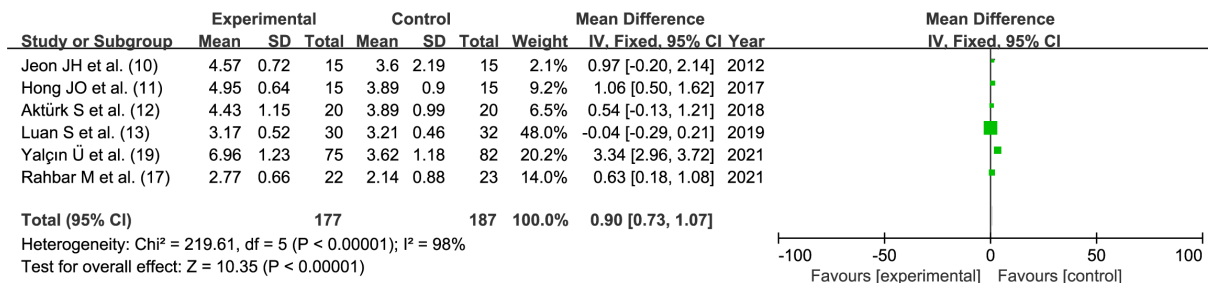 Experimental Control Mean Difference Mean Difference
Study or Subgroup Mean SD Total Mean SD Total Weight IV, Fixed, 95% CI Year IV, Fixed, 95% CI
Jeon JH et al. (10) 4.57 0.72 15 3.6 2.19 15 2.1% 0.97 [-0.20, 2.14] 2012
Hong JO et al. (11) 4.95 0.64 15 3.89 0.9 15 9.2% 1.06 [0.50, 1.62] 2017
Aktürk S et al. (12) 4.43 1.15 20 3.89 0.99 20 6.5% 0.54 [-0.13, 1.21] 2018
Luan S et al. (13) 3.17 0.52 30 3.21 0.46 32 48.0% -0.04 [-0.29, 0.21] 2019
Yalçın Ü et al. (19) 6.96 1.23 75 3.62 1.18 82 20.2% 3.34 [2.96, 3.72] 2021
Rahbar M et al. (17) 2.77 0.66 22 2.14 0.88 23 14.0% 0.63 [0.18, 1.08] 2021
Total (95% CI) 177 187 100.0% 0.90 [0.73, 1.07]
Heterogeneity: Chi² = 219.61, df = 5 (P < 0.00001); I² = 98%
Test for overall effect: Z = 10.35 (P < 0.00001)
-100 -50 0 50 100
Favours [experimental] Favours [control]